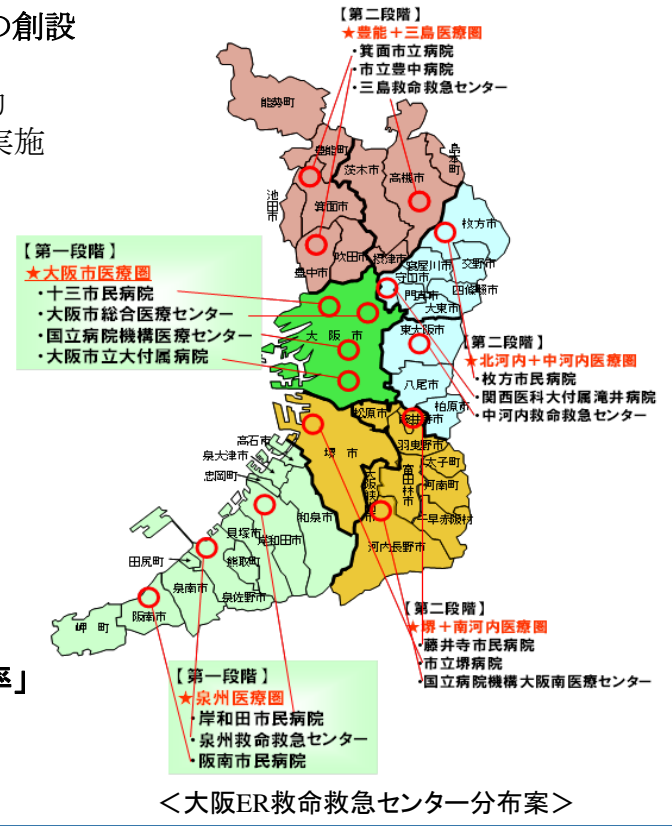 の創設
実施
【第二段階】
★豊能＋三島医療圏
・箕面市立病院
・市立豊中病院
・三島救命救急センター
能勢町
豊能町
茨木市
高槻市
島本町
池田市
箕面市
豊中市
吹田市
摂津市
枚方市
交野市
寝屋川市
守口市
門真市
四條畷市
大東市
【第一段階】
★大阪市医療圏
・十三市民病院
・大阪市総合医療センター
・国立病院機構医療センター
・大阪市立大付属病院
大阪市
東大阪市
八尾市
柏原市
【第二段階】
★北河内＋中河内医療圏
・枚方市民病院
・関西医科大付属滝井病院
・中河内救命救急センター
松原市
羽曳野市
太子町
河南町
富田林市
千早赤阪村
河内長野市
堺市
高石市
泉大津市
忠岡町
和泉市
岸和田市
貝塚市
熊取町
田尻町
泉南市
泉佐野市
阪南市
岬町
【第二段階】
★堺＋南河内医療圏
・藤井寺市民病院
・市立堺病院
・国立病院機構大阪南医療センター
率」
【第一段階】
★泉州医療圏
・岸和田市民病院
・泉州救命救急センター
・阪南市民病院
＜大阪ER救命救急センター分布案＞